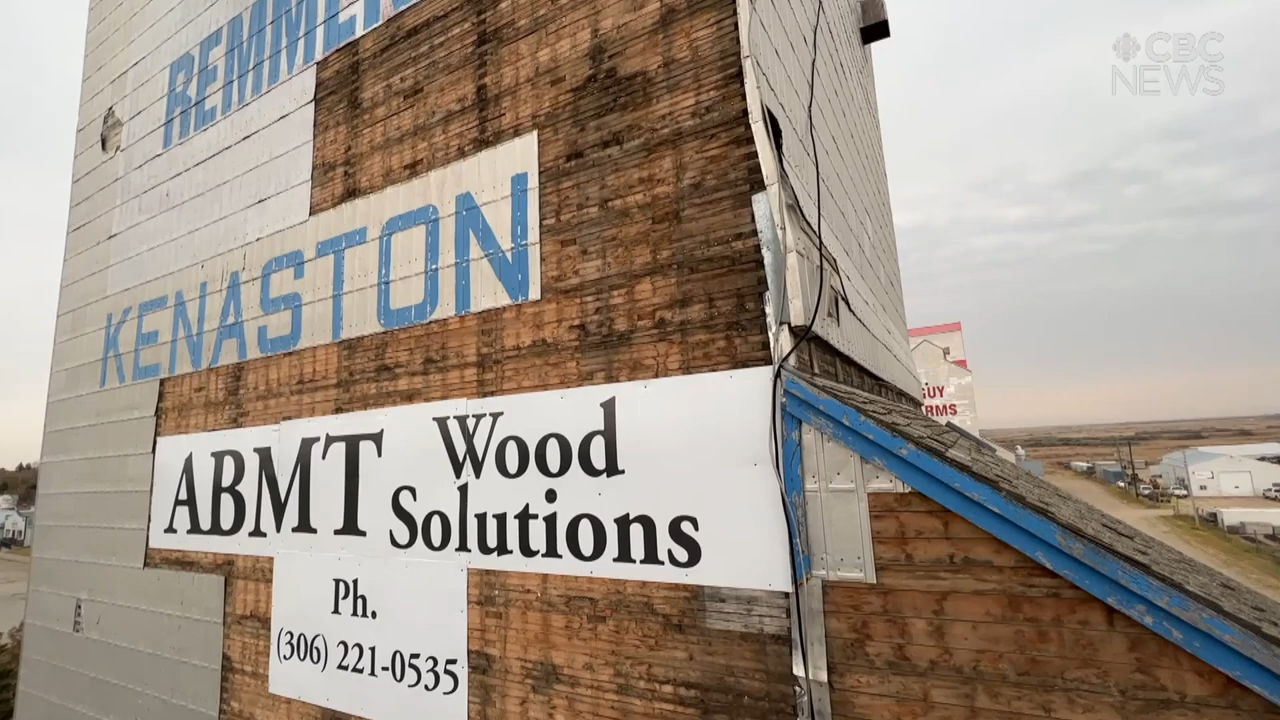 CBC
NEWS
KENASTON
ABMT Wood
Solutions
Ph.
(306) 221-0535